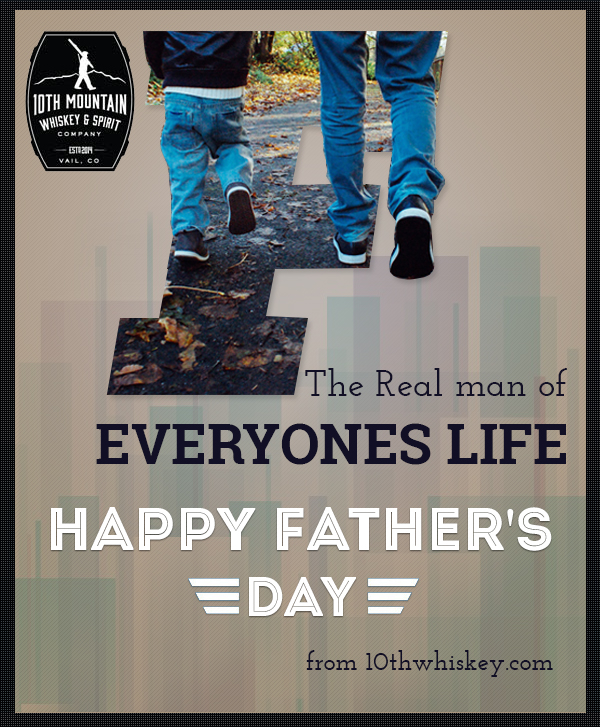 10TH MOUNTAIN
WHISKEY & SPIRIT
COMPANY
ESTD 2014
VAIL, CO
F
The Real man of
EVERYONES LIFE
HAPPY FATHER'S
DAY
from 10thwhiskey.com